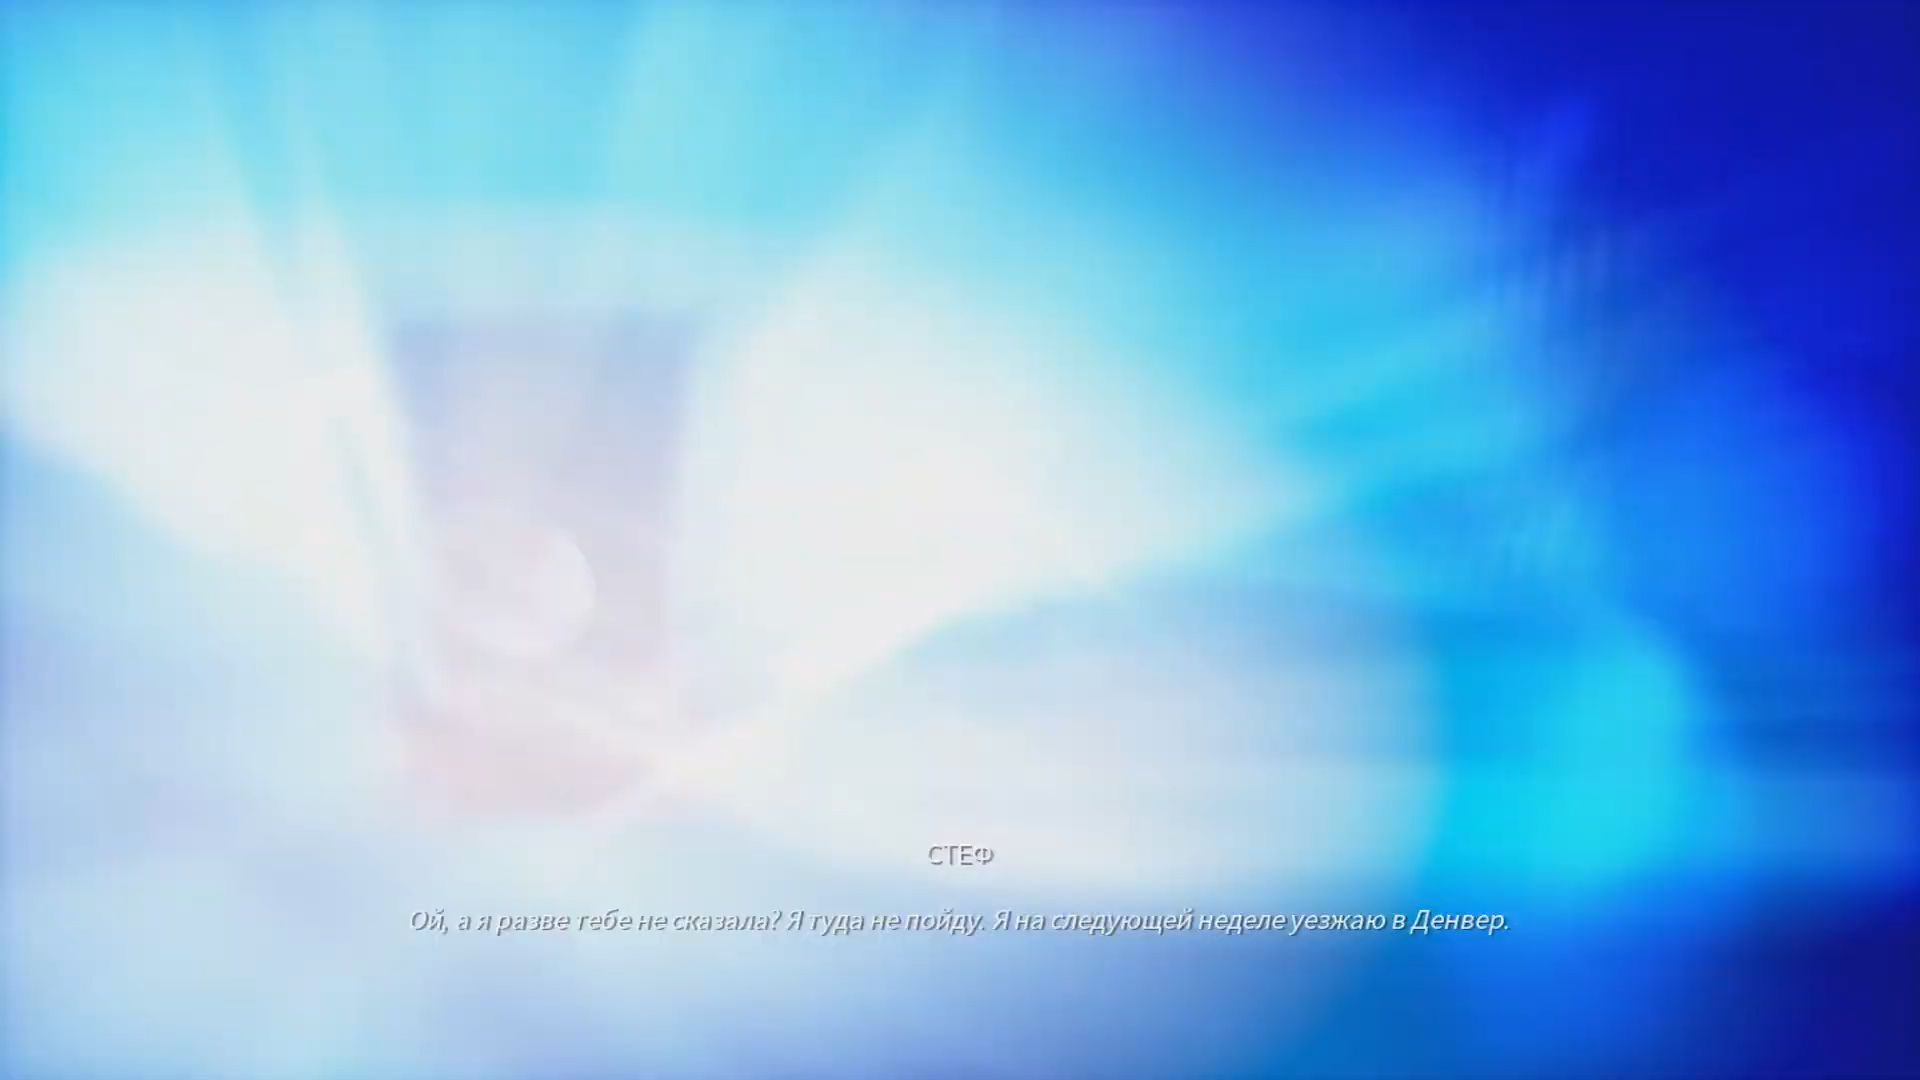 СТЕФ
Ой, а я разве тебе не сказала? Я туда не пойду. Я на следующей неделе уезжаю в Денвер.